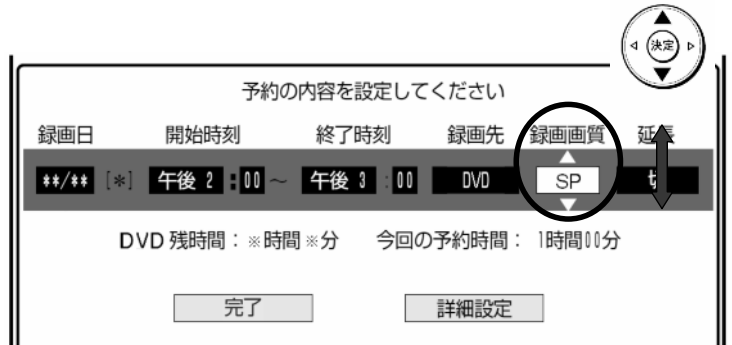 決定
予約の内容を設定してください
録画日 開始時刻 終了時刻 録画先 録画画質 延長
**/** [*] 午後 2:00 ~ 午後 3:00 DVD SP 切
DVD 残時間:※時間※分 今回の予約時間: 1時間00分
完了 詳細設定